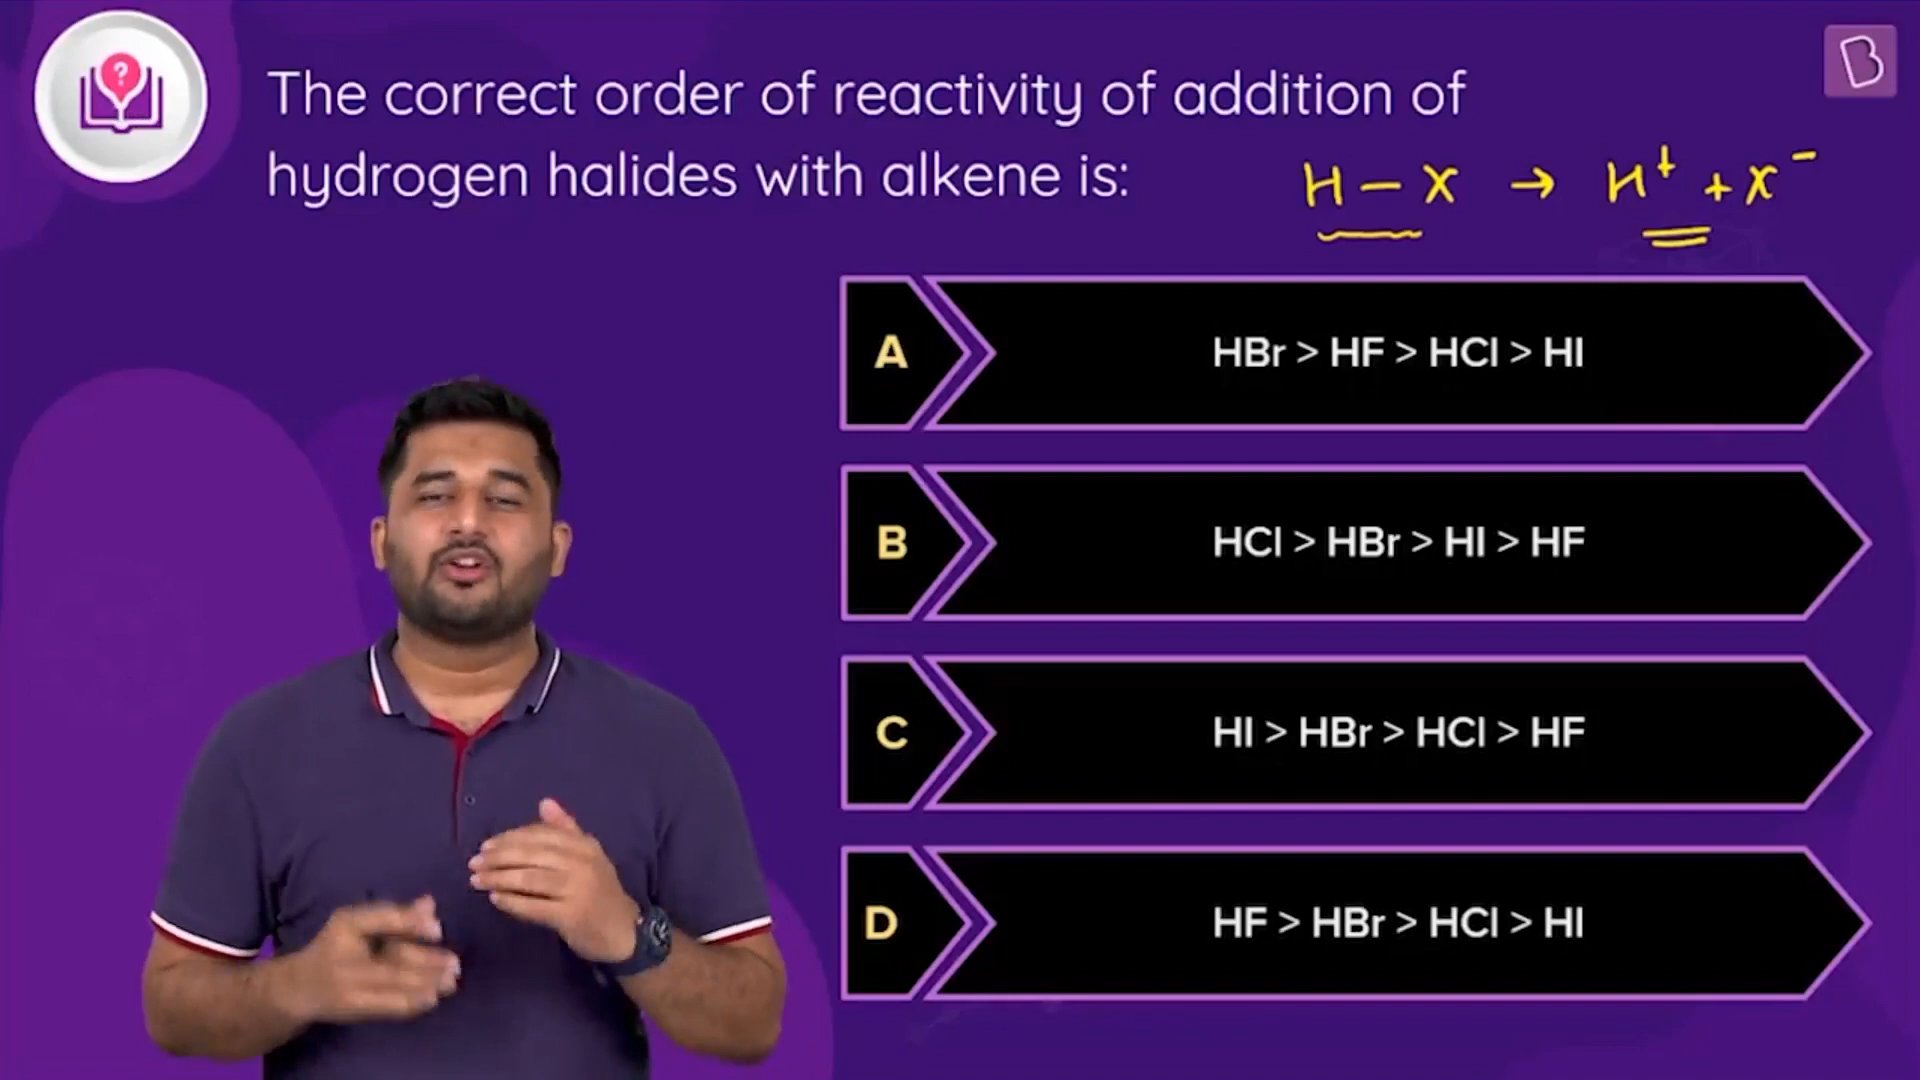 ?
B
The correct order of reactivity of addition of
hydrogen halides with alkene is:
H – X → H⁺ + X⁻
A
HBr > HF > HCl > HI
B
HCl > HBr > HI > HF
C
HI > HBr > HCl > HF
D
HF > HBr > HCl > HI